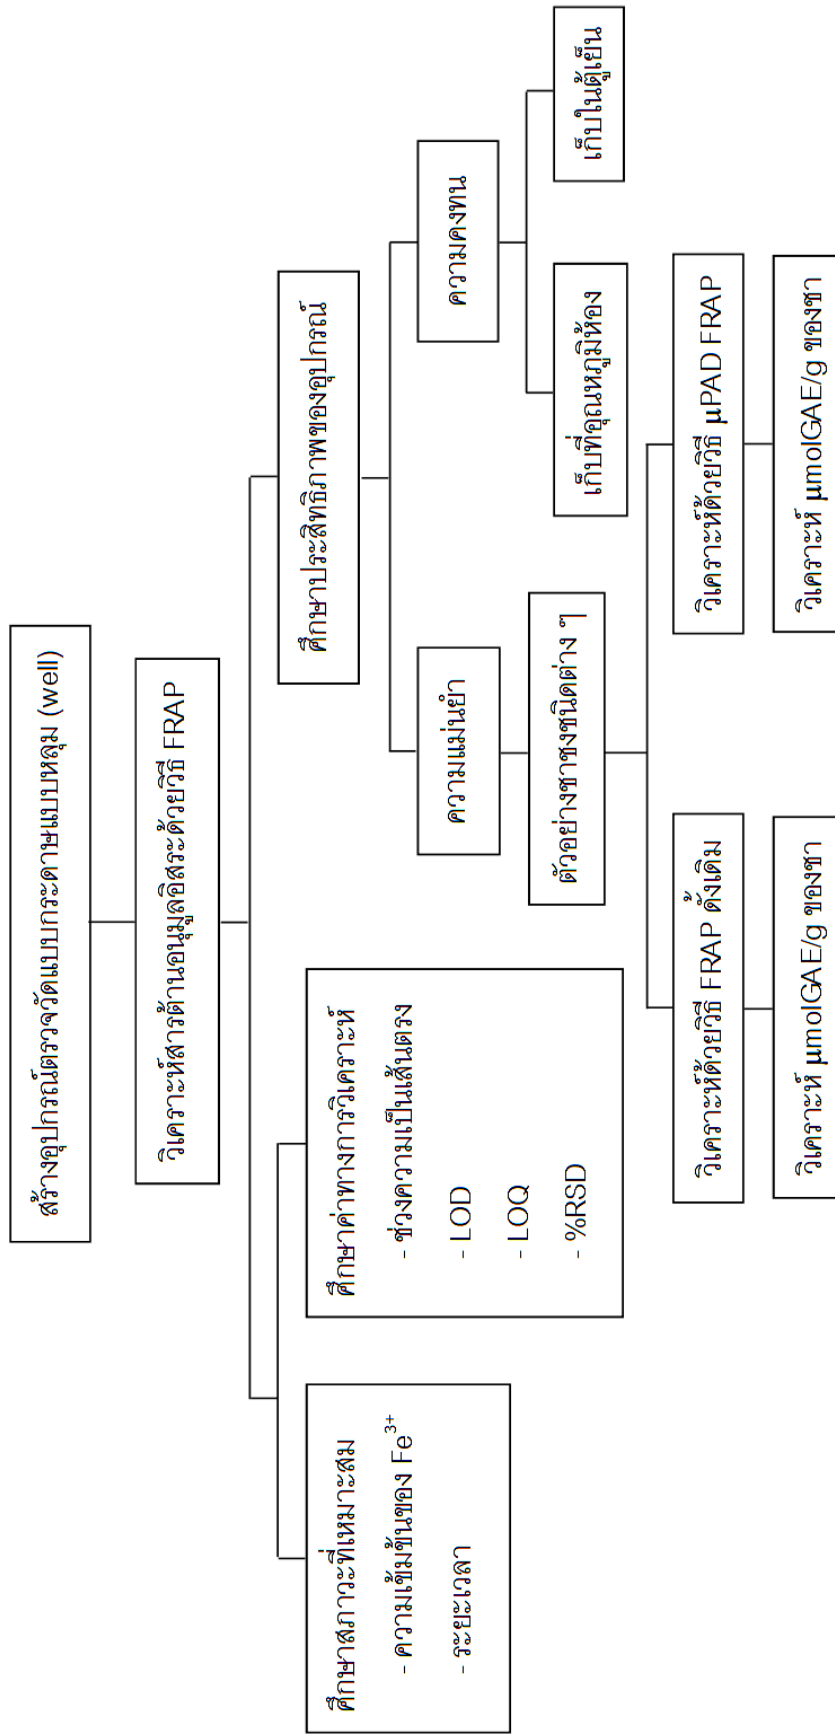 สร้างอุปกรณ์ตรวจวัดแบบกระดาษแบบหลุม (well)
วิเคราะห์สารต้านอนุมูลอิสระด้วยวิธี FRAP
ศึกษาสภาวะที่เหมาะสม
- ความเข้มข้นของ Fe³⁺
- ระยะเวลา
ศึกษาค่าทางการวิเคราะห์
- ช่วงความเป็นเส้นตรง
- LOD
- LOQ
- %RSD
ศึกษาประสิทธิภาพของอุปกรณ์
ความแม่นยำ
ความคงทน
ตัวอย่างชาชงชนิดต่าง ๆ
เก็บที่อุณหภูมิห้อง
เก็บในตู้เย็น
วิเคราะห์ด้วยวิธี FRAP ดั้งเดิม
วิเคราะห์ด้วยวิธี µPAD FRAP
วิเคราะห์ µmolGAE/g ของชา
วิเคราะห์ µmolGAE/g ของชา